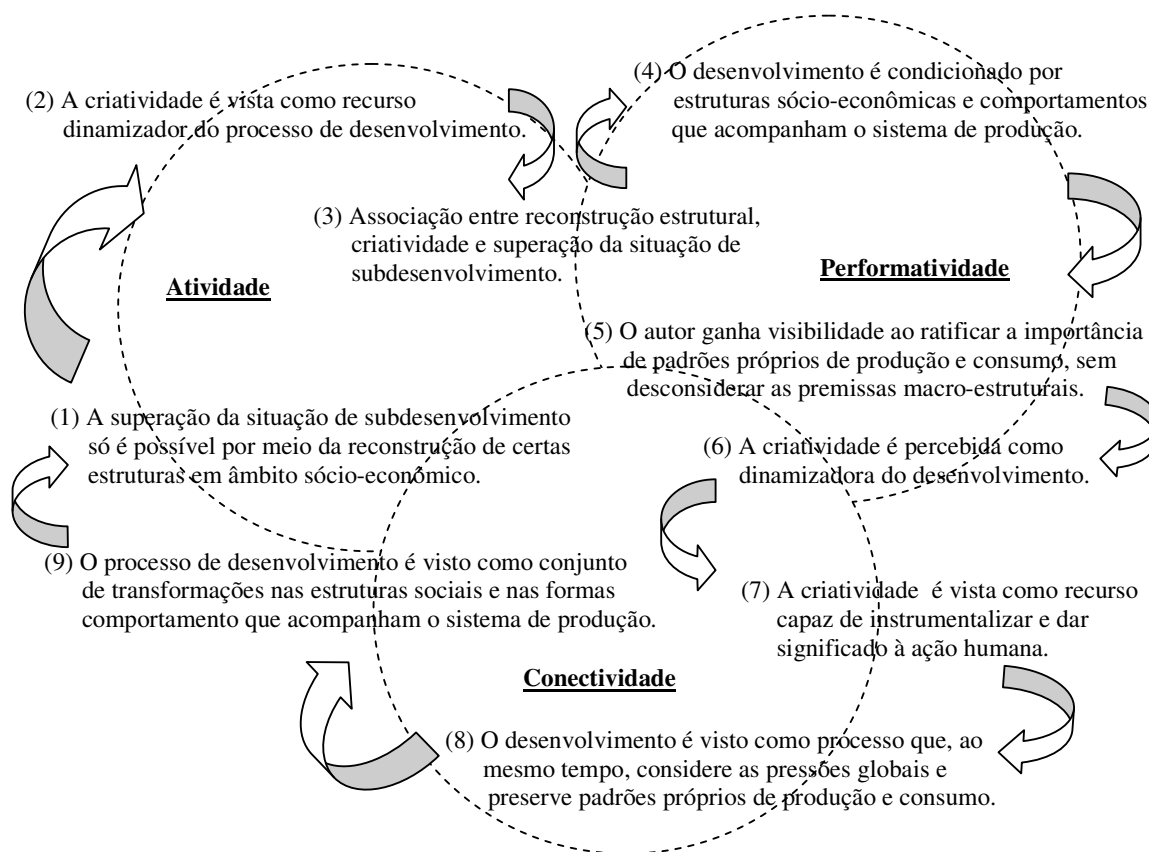 (4) O desenvolvimento é condicionado por
estruturas sócio-econômicas e comportamentos
que acompanham o sistema de produção.
(2) A criatividade é vista como recurso
dinamizador do processo de desenvolvimento.
(3) Associação entre reconstrução estrutural,
criatividade e superação da situação de
subdesenvolvimento.
Atividade
Performatividade
(5) O autor ganha visibilidade ao ratificar a importância
de padrões próprios de produção e consumo, sem
desconsiderar as premissas macro-estruturais.
(1) A superação da situação de subdesenvolvimento
só é possível por meio da reconstrução de certas
estruturas em âmbito sócio-econômico.
(6) A criatividade é percebida como
dinamizadora do desenvolvimento.
(9) O processo de desenvolvimento é visto como conjunto
de transformações nas estruturas sociais e nas formas
comportamento que acompanham o sistema de produção.
(7) A criatividade é vista como recurso
capaz de instrumentalizar e dar
significado à ação humana.
Conectividade
(8) O desenvolvimento é visto como processo que, ao
mesmo tempo, considere as pressões globais e
preserve padrões próprios de produção e consumo.